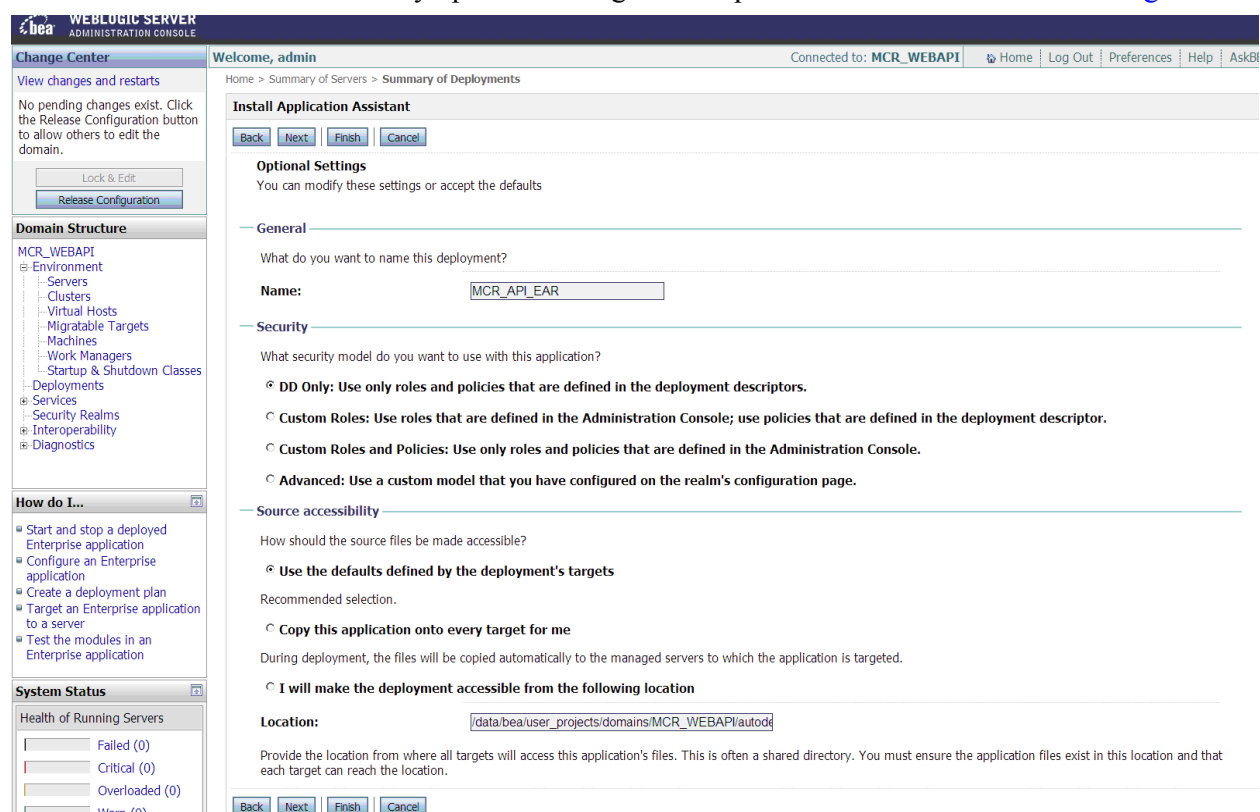 bea WEBLOGIC SERVER
ADMINISTRATION CONSOLE
Change Center
View changes and restarts
No pending changes exist. Click
the Release Configuration button
to allow others to edit the
domain.
Lock & Edit
Release Configuration
Domain Structure
MCR_WEBAPI
Environment
Servers
Clusters
Virtual Hosts
Migratable Targets
Machines
Work Managers
Startup & Shutdown Classes
Deployments
Services
Security Realms
Interoperability
Diagnostics
How do I...
Start and stop a deployed
Enterprise application
Configure an Enterprise
application
Create a deployment plan
Target an Enterprise application
to a server
Test the modules in an
Enterprise application
System Status
Health of Running Servers
Failed (0)
Critical (0)
Overloaded (0)
Welcome, admin
Connected to: MCR_WEBAPI Home Log Out Preferences Help AskBE
Home > Summary of Servers > Summary of Deployments
Install Application Assistant
Back Next Finish Cancel
Optional Settings
You can modify these settings or accept the defaults
General
What do you want to name this deployment?
Name: MCR_API_EAR
Security
What security model do you want to use with this application?
DD Only: Use only roles and policies that are defined in the deployment descriptors.
Custom Roles: Use roles that are defined in the Administration Console; use policies that are defined in the deployment descriptor.
Custom Roles and Policies: Use only roles and policies that are defined in the Administration Console.
Advanced: Use a custom model that you have configured on the realm's configuration page.
Source accessibility
How should the source files be made accessible?
Use the defaults defined by the deployment's targets
Recommended selection.
Copy this application onto every target for me
During deployment, the files will be copied automatically to the managed servers to which the application is targeted.
I will make the deployment accessible from the following location
Location: /data/bea/user_projects/domains/MCR_WEBAPI/autode
Provide the location from where all targets will access this application's files. This is often a shared directory. You must ensure the application files exist in this location and that
each target can reach the location.
Back Next Finish Cancel